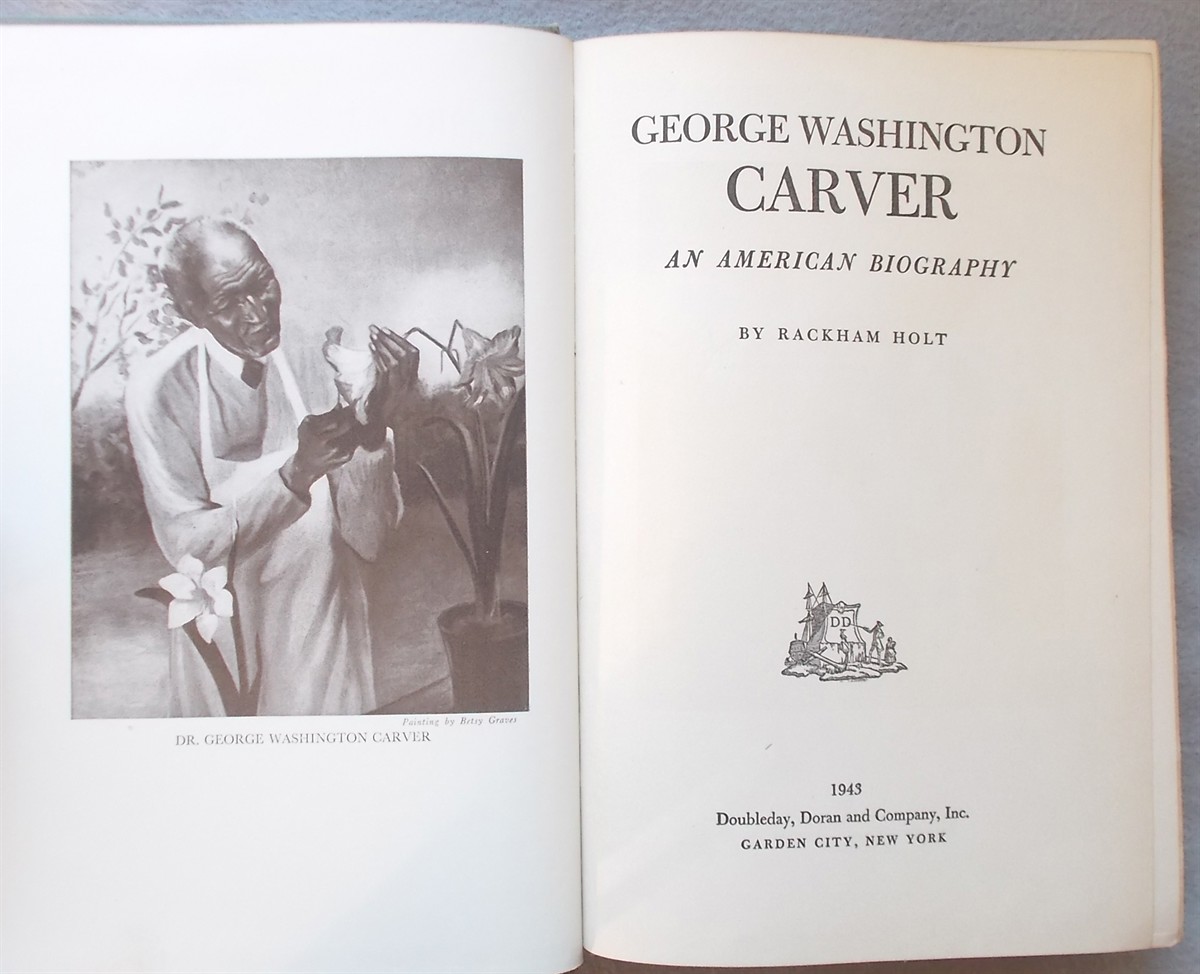 Painting by Betsy Graves
DR. GEORGE WASHINGTON CARVER
GEORGE WASHINGTON
CARVER
AN AMERICAN BIOGRAPHY
BY RACKHAM HOLT
DD
1943
Doubleday, Doran and Company, Inc.
GARDEN CITY, NEW YORK